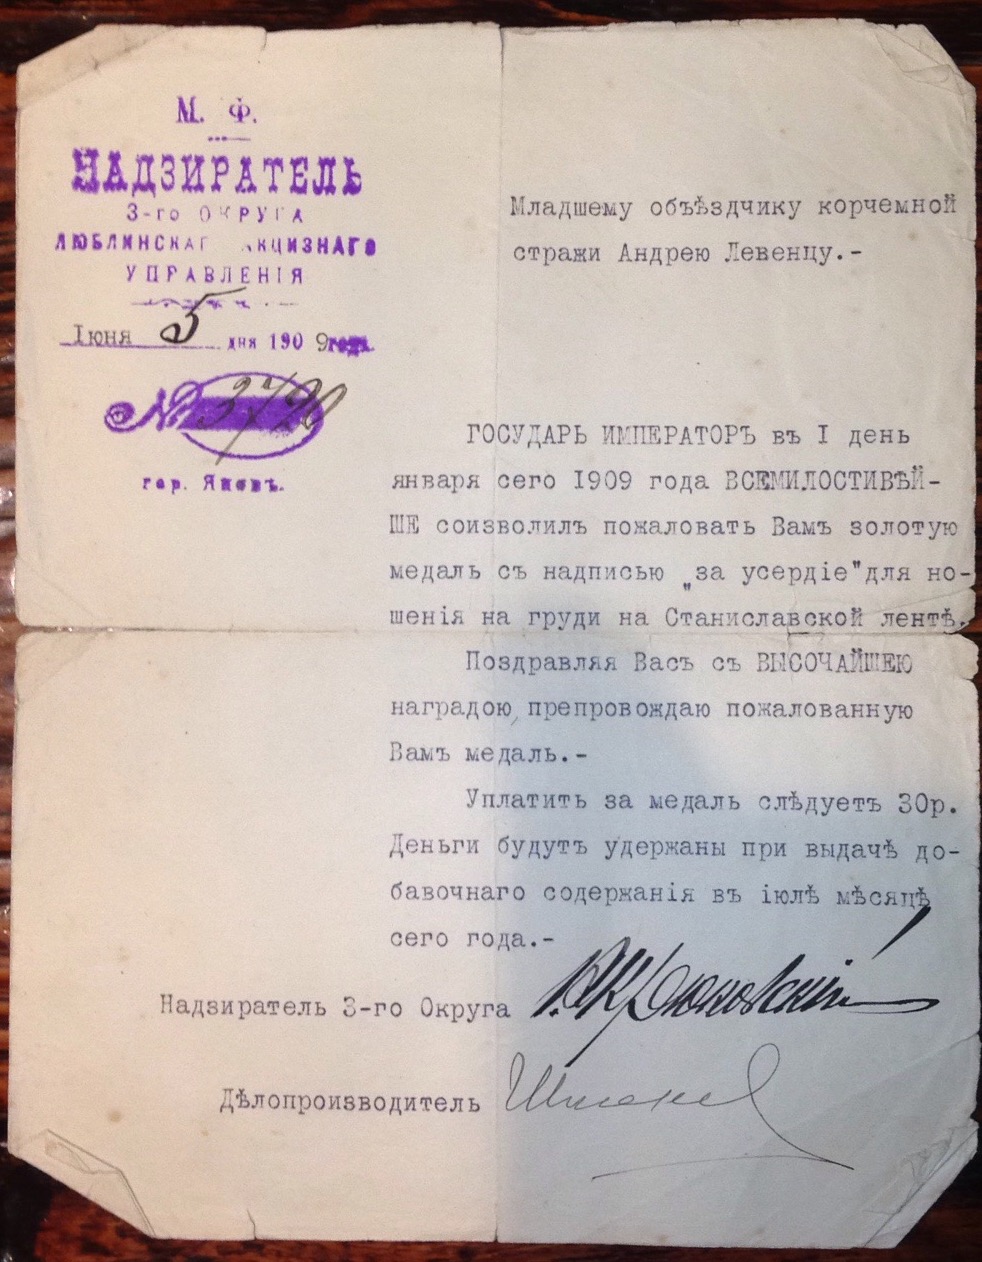 М. Ф.
НАДЗИРАТЕЛЬ
3-го ОКРУГА
ЛЮБЛИНСКАГ АКЦИЗНАГО
УПРАВЛЕНІЯ
Іюня 5 дня 1909 года.
№ 3720
гор. Яновъ.
Младшему объѣздчику корчемной
стражи Андрею Левенцу.-
ГОСУДАРЬ ИМПЕРАТОРЪ въ I день
января сего 1909 года ВСЕМИЛОСТИВѢЙ-
ШЕ соизволилъ пожаловать Вамъ золотую
медаль съ надписью „за усердіе" для но-
шенія на груди на Станиславской лентѣ.
Поздравляя Васъ съ ВЫСОЧАЙШЕЮ
наградою, препровождаю пожалованную
Вамъ медаль.-
Уплатить за медаль слѣдуетъ 30р.
Деньги будутъ удержаны при выдачѣ до-
бавочнаго содержанія въ іюлѣ мѣсяцѣ
сего года.-
Надзиратель 3-го Округа
Дѣлопроизводитель